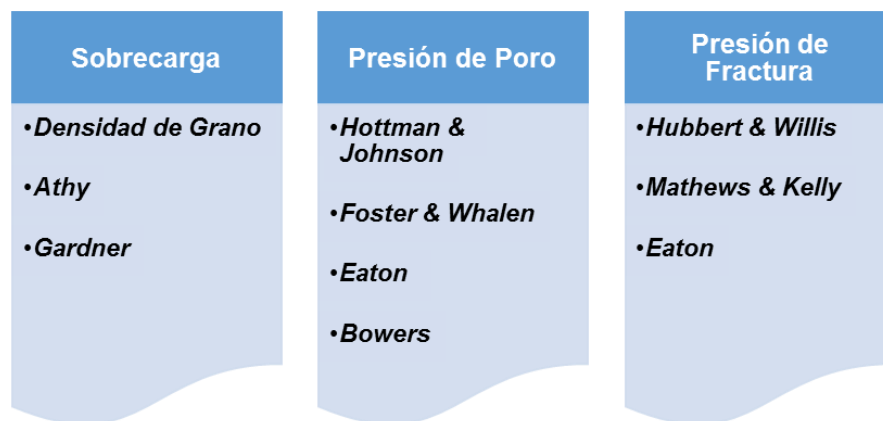 Sobrecarga
•Densidad de Grano
•Athy
•Gardner
Presión de Poro
•Hottman &
Johnson
•Foster & Whalen
•Eaton
•Bowers
Presión de
Fractura
•Hubbert & Willis
•Mathews & Kelly
•Eaton